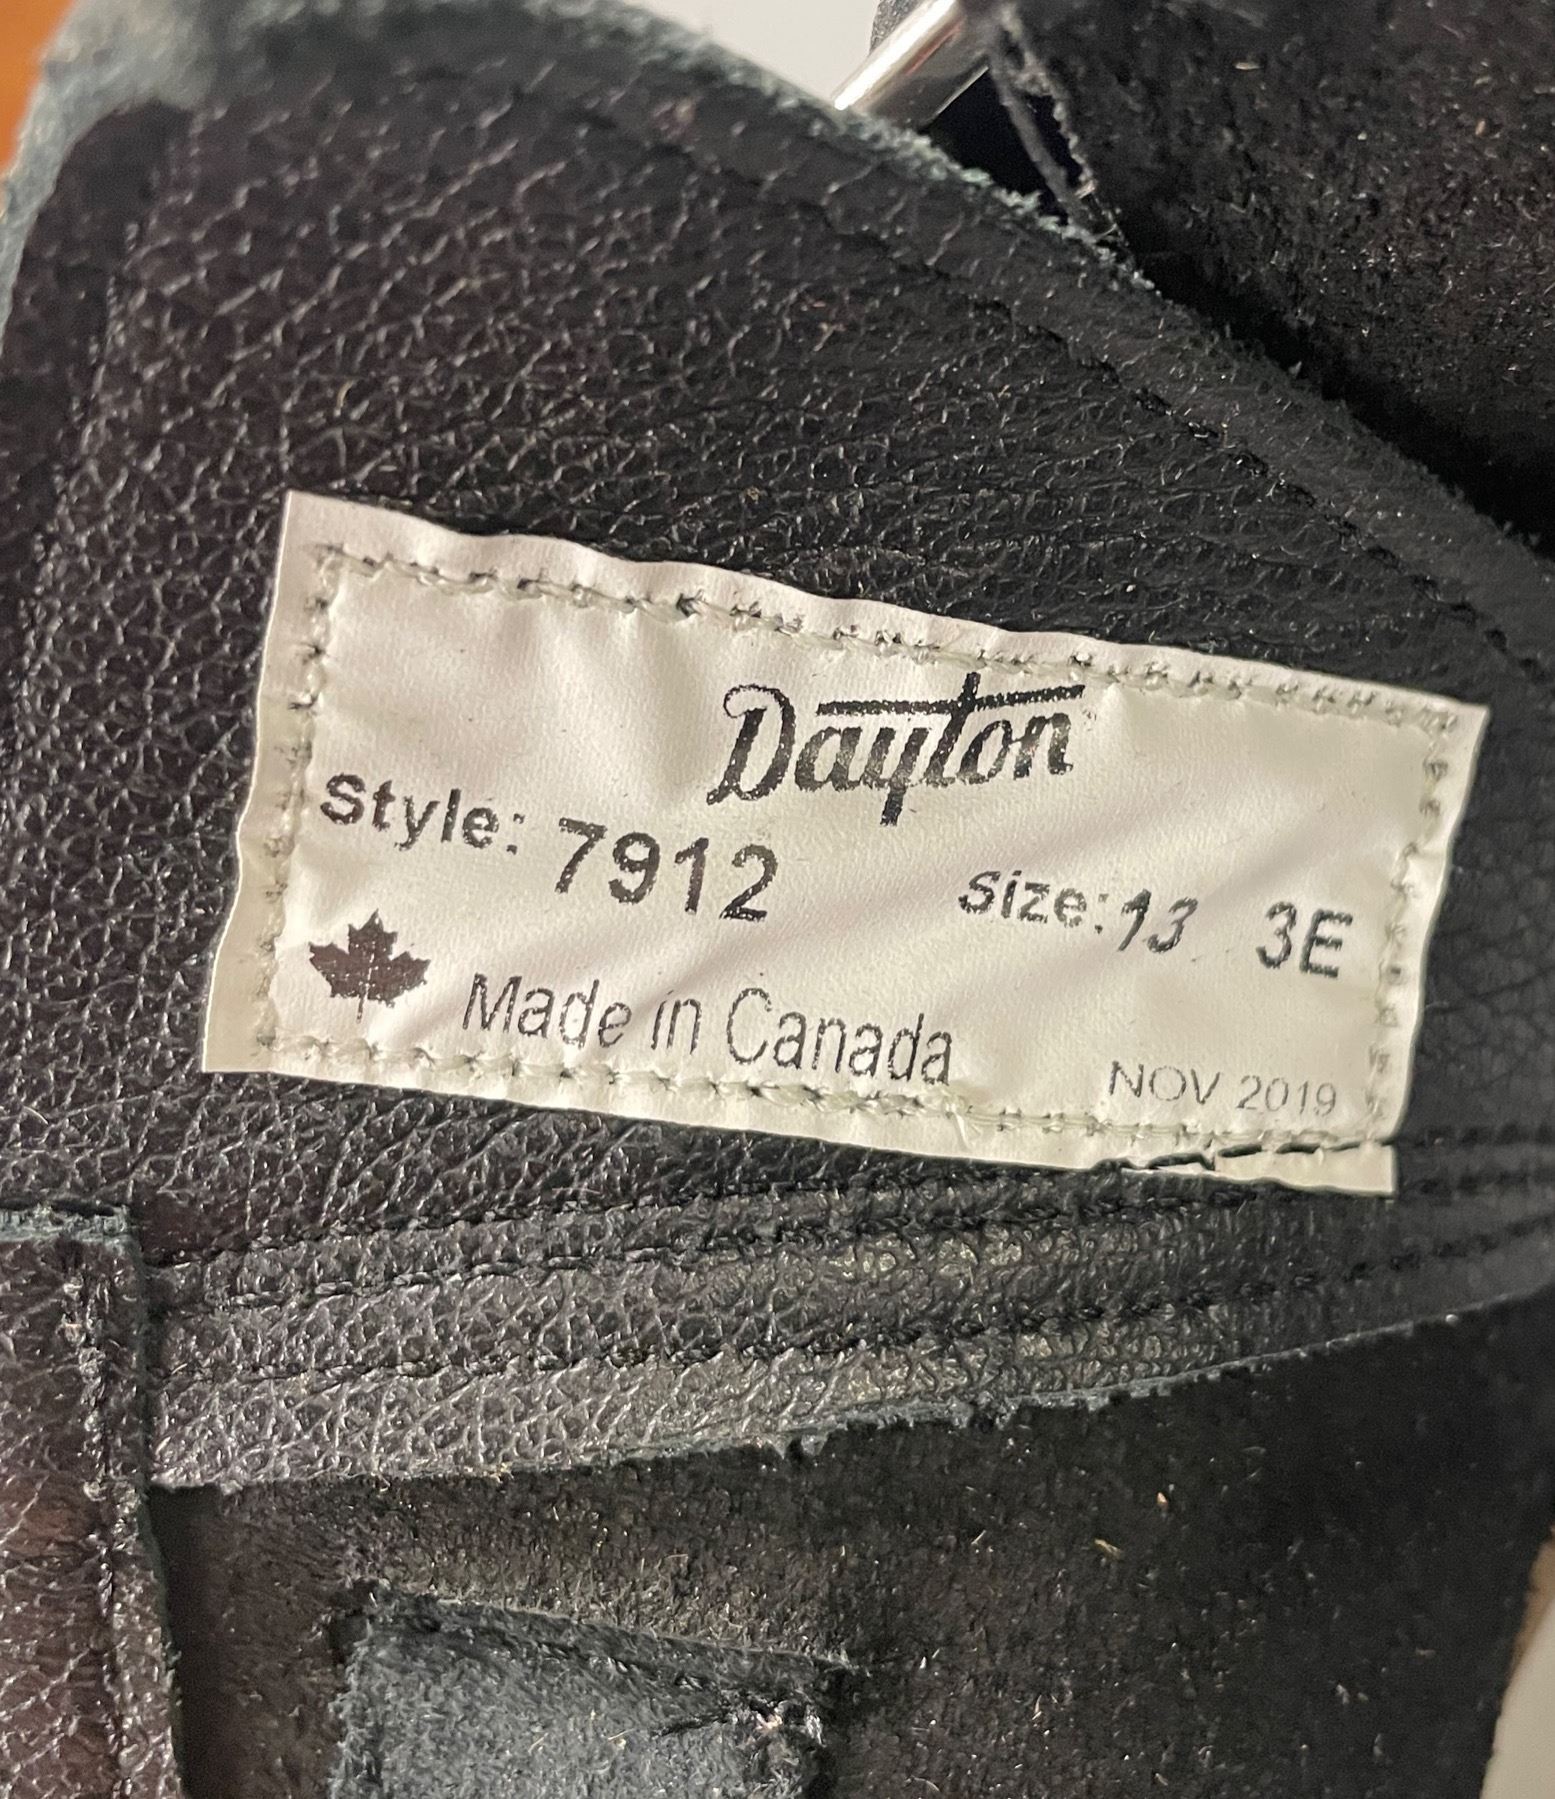 Dayton
Style: 7912 Size: 13 3E
Made in Canada
NOV 2019